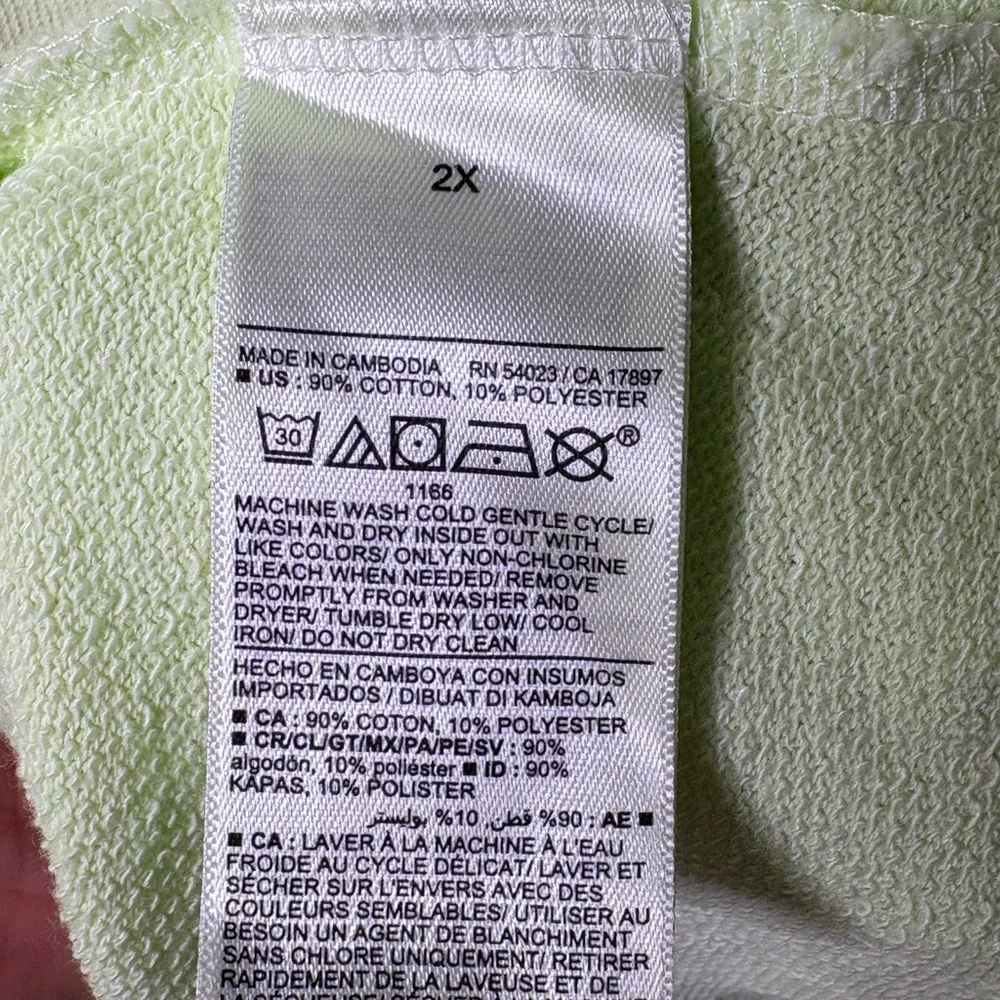 2X
MADE IN CAMBODIA RN 54023 / CA 17897
■ US : 90% COTTON, 10% POLYESTER
30 ®
1166
MACHINE WASH COLD GENTLE CYCLE/
WASH AND DRY INSIDE OUT WITH
LIKE COLORS/ ONLY NON-CHLORINE
BLEACH WHEN NEEDED/ REMOVE
PROMPTLY FROM WASHER AND
DRYER/ TUMBLE DRY LOW/ COOL
IRON/ DO NOT DRY CLEAN
HECHO EN CAMBOYA CON INSUMOS
IMPORTADOS / DIBUAT DI KAMBOJA
■ CA : 90% COTON, 10% POLYESTER
■ CR/CL/GT/MX/PA/PE/SV : 90%
algodón, 10% poliéster ■ ID : 90%
KAPAS, 10% POLISTER
■ AE : 90% قطن, 10% بوليستر
■ CA : LAVER À LA MACHINE À L'EAU
FROIDE AU CYCLE DÉLICAT/ LAVER ET
SÉCHER SUR L'ENVERS AVEC DES
COULEURS SEMBLABLES/ UTILISER AU
BESOIN UN AGENT DE BLANCHIMENT
SANS CHLORE UNIQUEMENT/ RETIRER
RAPIDEMENT DE LA LAVEUSE ET DE
LA SÉCHEUSE/